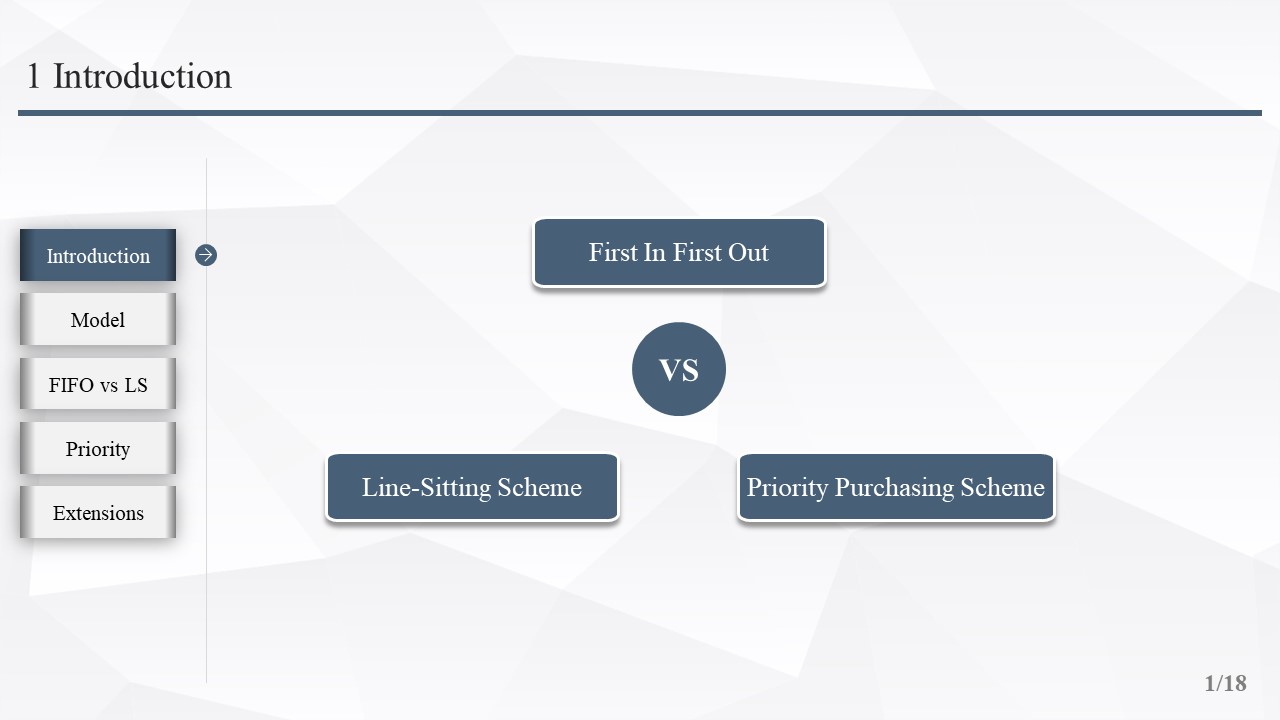 1 Introduction
Introduction
Model
FIFO vs LS
Priority
Extensions
First In First Out
VS
Line-Sitting Scheme
Priority Purchasing Scheme
1/18